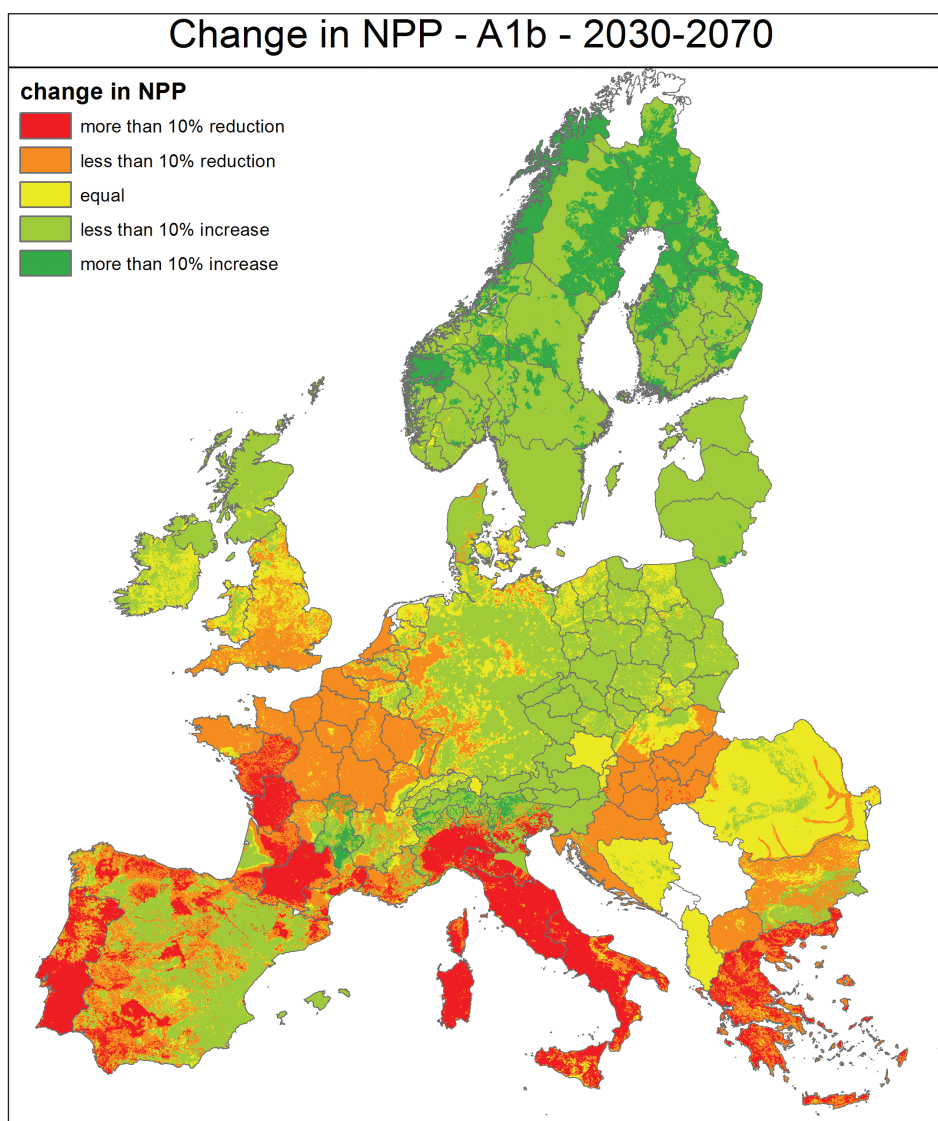 Change in NPP - A1b - 2030-2070
change in NPP
more than 10% reduction
less than 10% reduction
equal
less than 10% increase
more than 10% increase